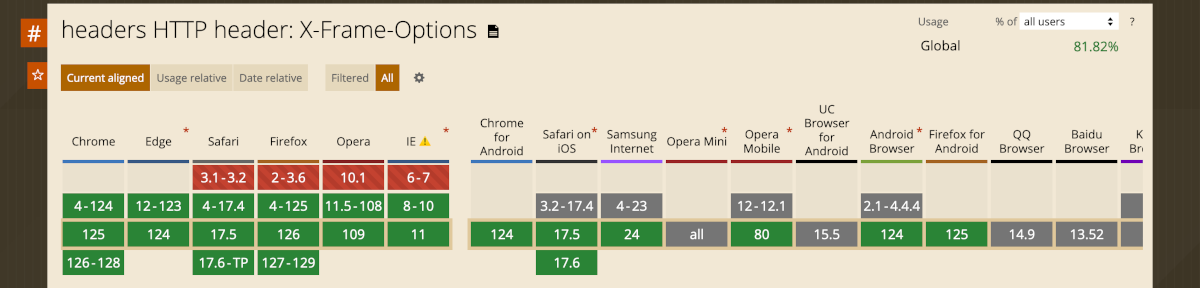 #
headers HTTP header: X-Frame-Options
Usage % of all users ?
Global 81.82%
☆
Current aligned Usage relative Date relative Filtered All
Chrome Edge * Safari Firefox Opera IE *
Chrome for Android Safari on iOS * Samsung Internet Opera Mini * Opera Mobile * UC Browser for Android Android Browser * Firefox for Android QQ Browser Baidu Browser
3.1-3.2 2-3.6 10.1 6-7
4-124 12-123 4-17.4 4-125 11.5-108 8-10 3.2-17.4 4-23 12-12.1 2.1-4.4.4
125 124 17.5 126 109 11 124 17.5 24 all 80 15.5 124 125 14.9 13.52
126-128 17.6-TP 127-129 17.6